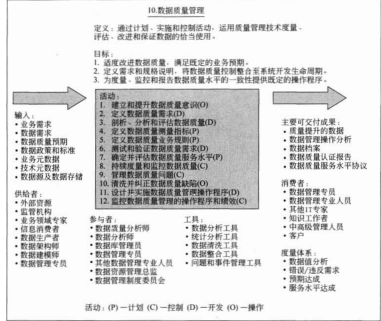 10.数据质量管理
定义：通过计划、实施和控制活动，运用质量管理技术度量、
评估、改进和保证数据的恰当使用。
目标：
1. 适度改进数据质量，满足既定的业务预期。
2. 定义需求和规格说明，将数据质量控制整合至系统开发生命周期。
3. 为度量、监控和报告数据质量水平的一致性提供既定的操作程序。
输入：
• 业务需求
• 数据需求
• 数据质量预期
• 数据政策和标准
• 业务元数据
• 技术元数据
• 数据源及数据存储
供给者：
• 外部资源
• 监管机构
• 业务领域专家
• 信息消费者
• 数据生产者
• 数据架构师
• 数据建模师
• 数据管理专员
活动：
1. 建立和提升数据质量意识(O)
2. 定义数据质量需求(D)
3. 剖析、分析和评估数据质量(D)
4. 定义数据质量测量指标(P)
5. 定义数据质量业务规则(P)
6. 测试和验证数据质量需求(D)
7. 确定并评估数据质量服务水平(P)
8. 持续度量和监控数据质量(C)
9. 管理数据质量问题(C)
10. 清洗并纠正数据质量缺陷(O)
11. 设计并实施数据质量管理操作程序(D)
12. 监控数据质量管理的操作程序和绩效(C)
参与者：
• 数据质量分析师
• 数据分析师
• 数据库管理员
• 数据管理专员
• 其他数据管理专业人员
• 数据资源管理总监
• 数据管理制度委员会
工具：
• 数据分析工具
• 统计分析工具
• 数据清洗工具
• 数据整合工具
• 问题和事件管理工具
主要可交付成果：
• 质量提升的数据
• 数据管理操作分析
• 数据档案
• 数据质量认证报告
• 数据质量服务水平协议
消费者：
• 数据管理专员
• 数据管理专业人员
• 其他IT专家
• 知识工作者
• 中高级管理人员
• 客户
度量体系：
• 数据值分析
• 错误/违反需求
• 预期达成
• 服务水平达成
活动：(P) —计划 (C) —控制 (D) —开发 (O) —操作